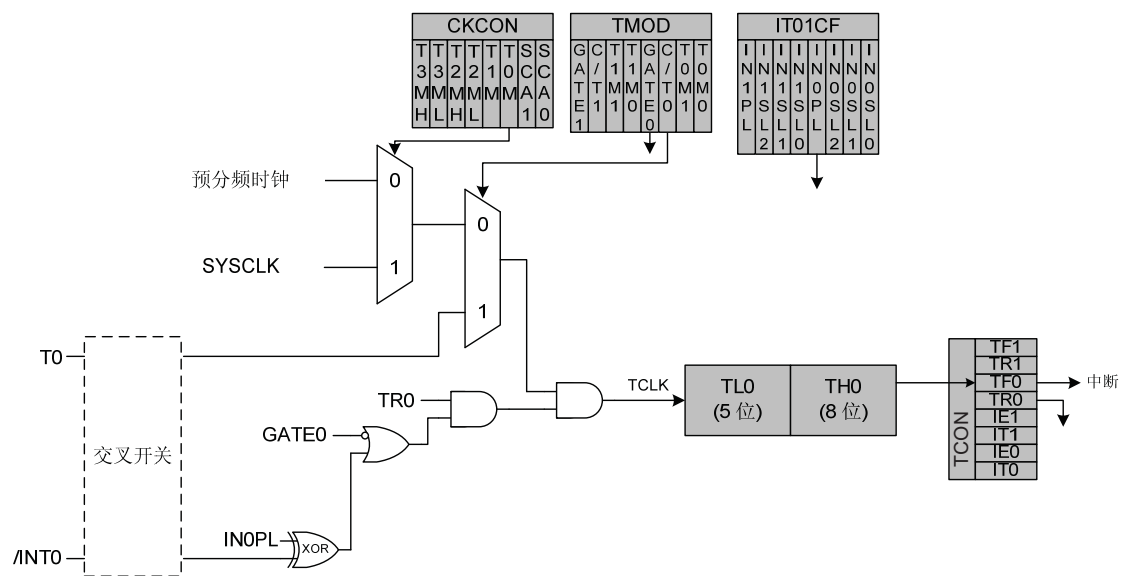 CKCON
T3MH T3ML T2MH T2ML T1M T0M SCA1 SCA0
TMOD
GATE1 C/T1 T1M1 T1M0 GATE0 C/T0 T0M1 T0M0
IT01CF
IN1PL IN1SL2 IN1SL1 IN1SL0 IN0PL IN0SL2 IN0SL1 IN0SL0
预分频时钟
0
SYSCLK
1
0
1
T0
交叉开关
/INT0
TR0
GATE0
IN0PL
XOR
TCLK
TL0
(5 位)
TH0
(8 位)
TCON
TF1
TR1
TF0
TR0
IE1
IT1
IE0
IT0
中断